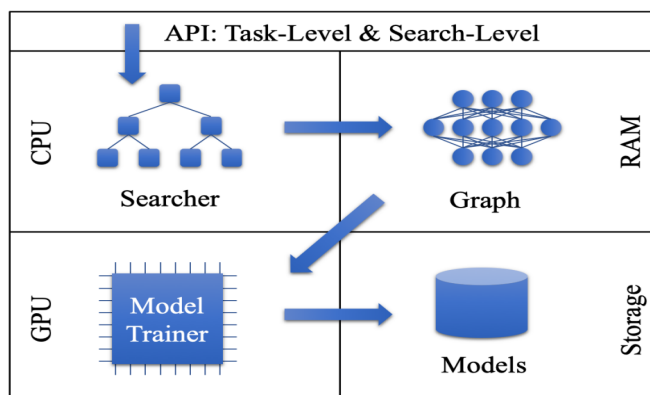 API: Task-Level & Search-Level
CPU
Searcher
Graph
RAM
GPU
Model
Trainer
Models
Storage